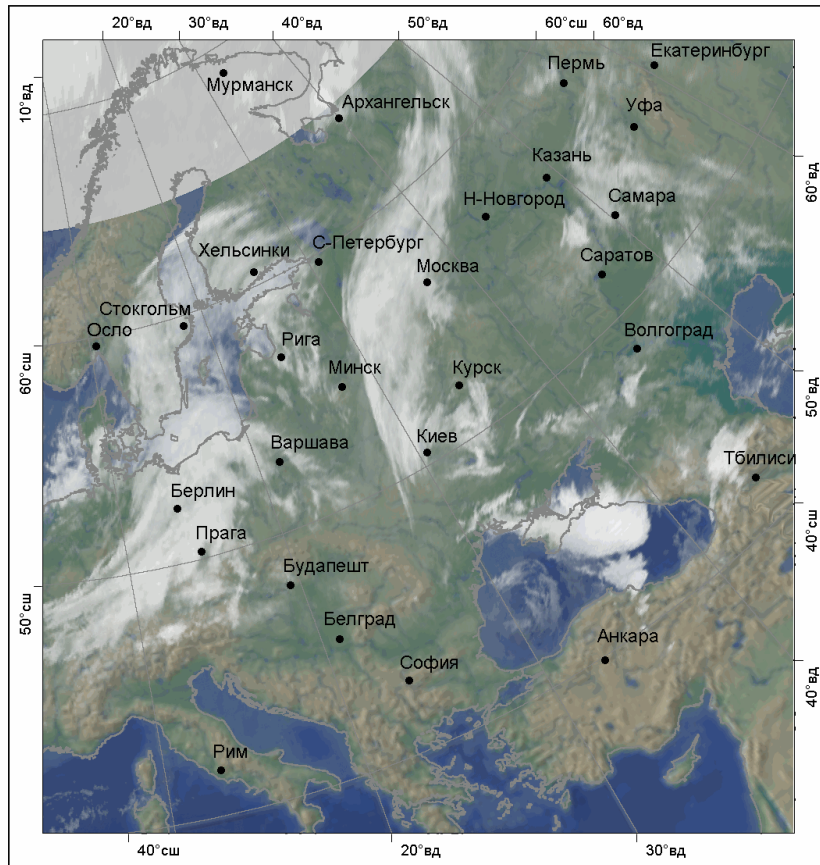 20°вд 30°вд 40°вд 50°вд 60°сш 60°вд
Екатеринбург
Пермь
Мурманск
10°вд
Архангельск
Уфа
Казань
60°вд
Н-Новгород
Самара
Хельсинки
С-Петербург
Москва
Саратов
Стокгольм
Осло
Рига
Волгоград
60°сш
Минск
Курск
50°сш
Варшава
Киев
Тбилиси
Берлин
40°сш
Прага
Будапешт
50°сш
Белград
Анкара
София
40°вд
Рим
40°сш 20°вд 30°вд